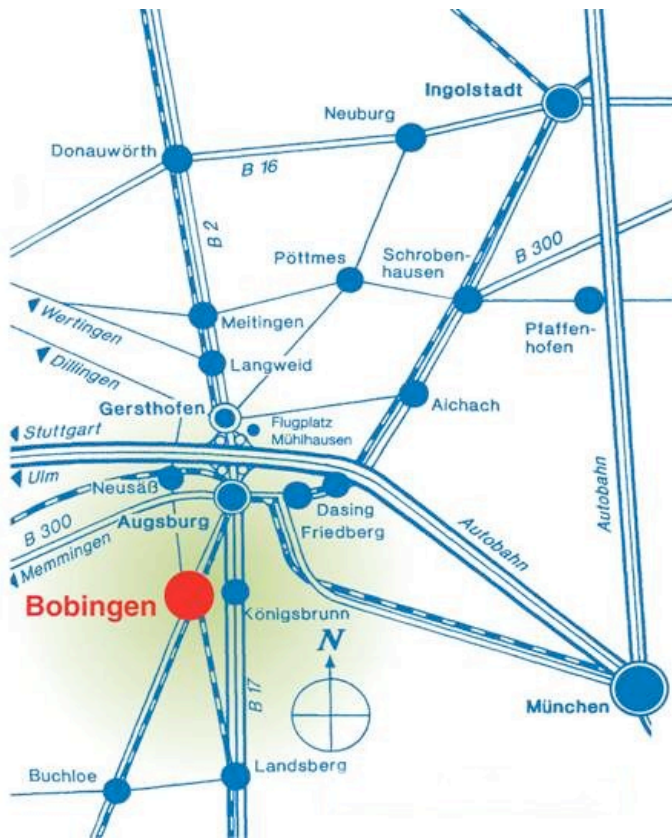 Ingolstadt
Neuburg
Donauwörth
B 16
B 2
B 300
Pöttmes
Schroben-
hausen
Wertingen
Meitingen
Pfaffen-
hofen
Dillingen
Langweid
Gersthofen
Aichach
Flugplatz
Mühlhausen
Stuttgart
Ulm
Neusäß
Augsburg
Dasing
Friedberg
B 300
Memmingen
Autobahn
Autobahn
Bobingen
Königsbrunn
N
B 17
München
Buchloe
Landsberg